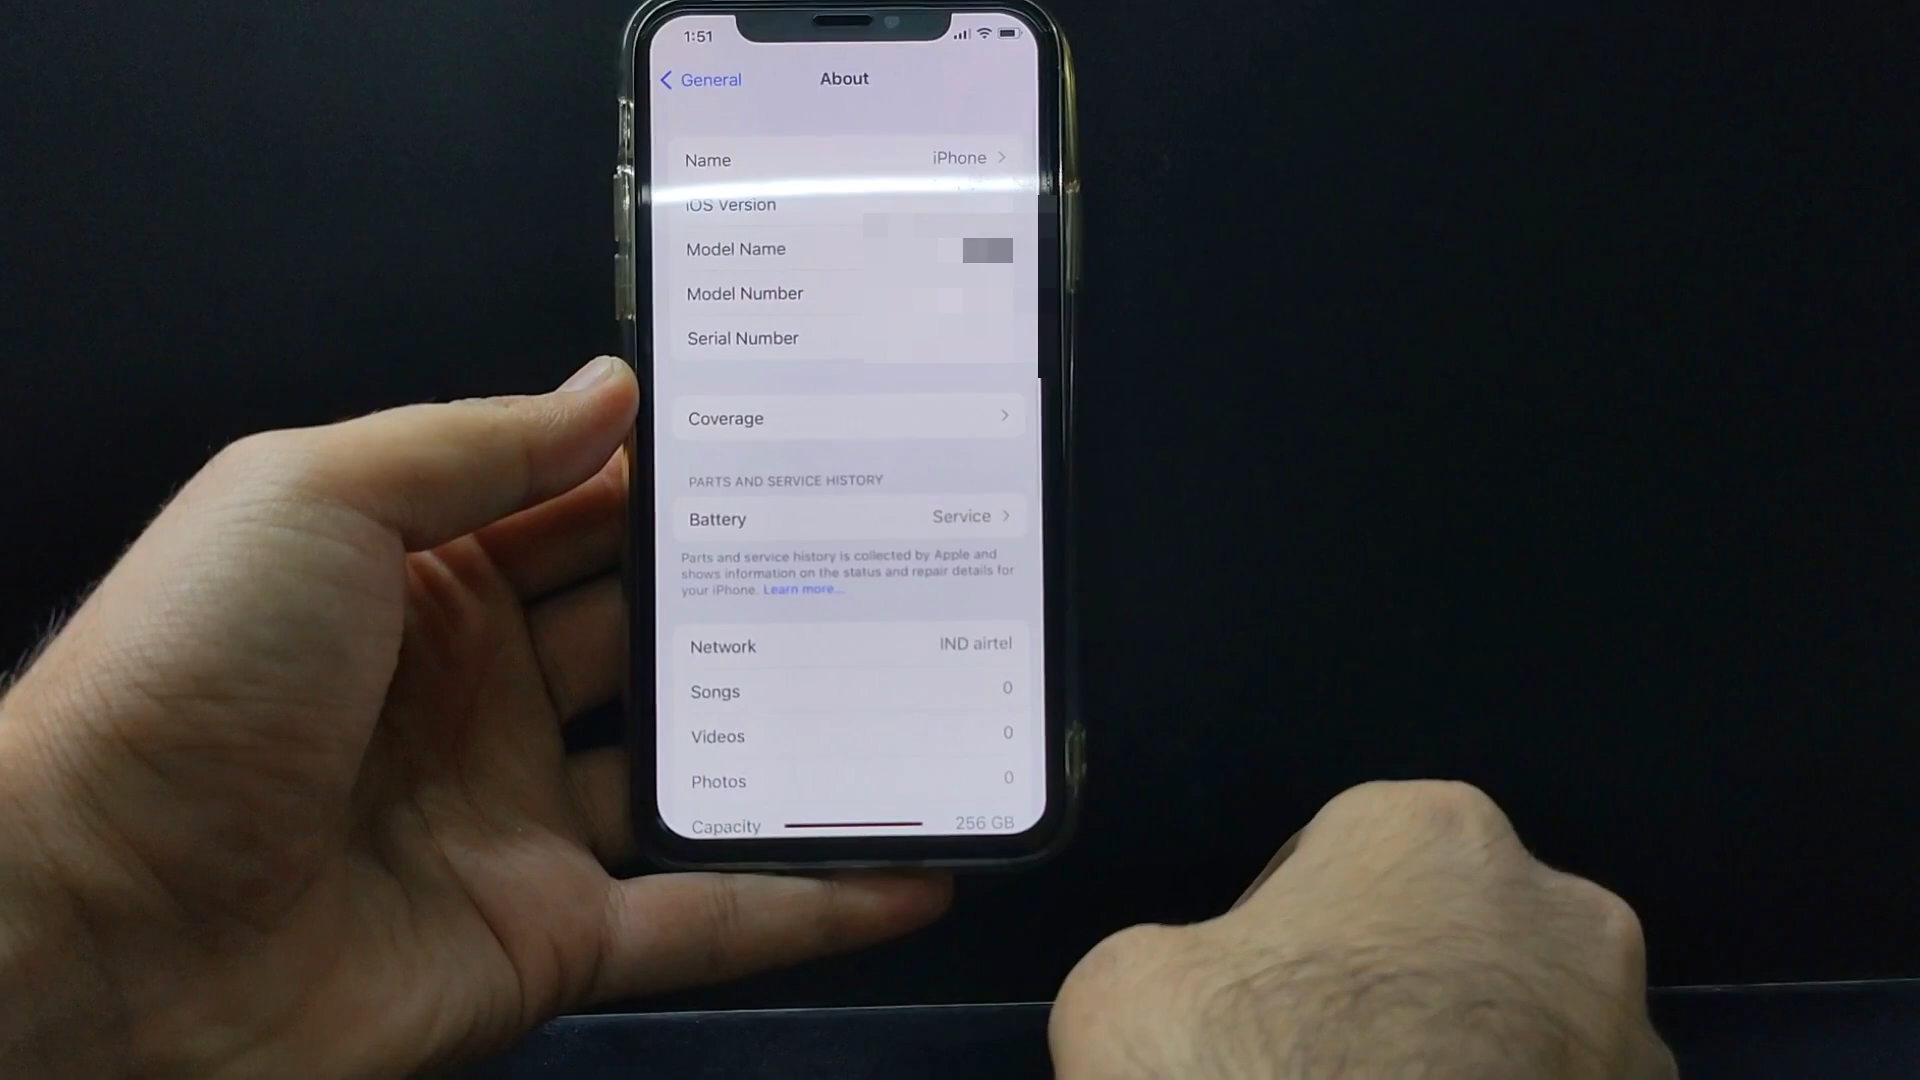 1:51
General About
Name iPhone
iOS Version
Model Name
Model Number
Serial Number
Coverage
PARTS AND SERVICE HISTORY
Battery Service
Parts and service history is collected by Apple and
shows information on the status and repair details for
your iPhone. Learn more...
Network IND airtel
Songs 0
Videos 0
Photos 0
Capacity 256 GB